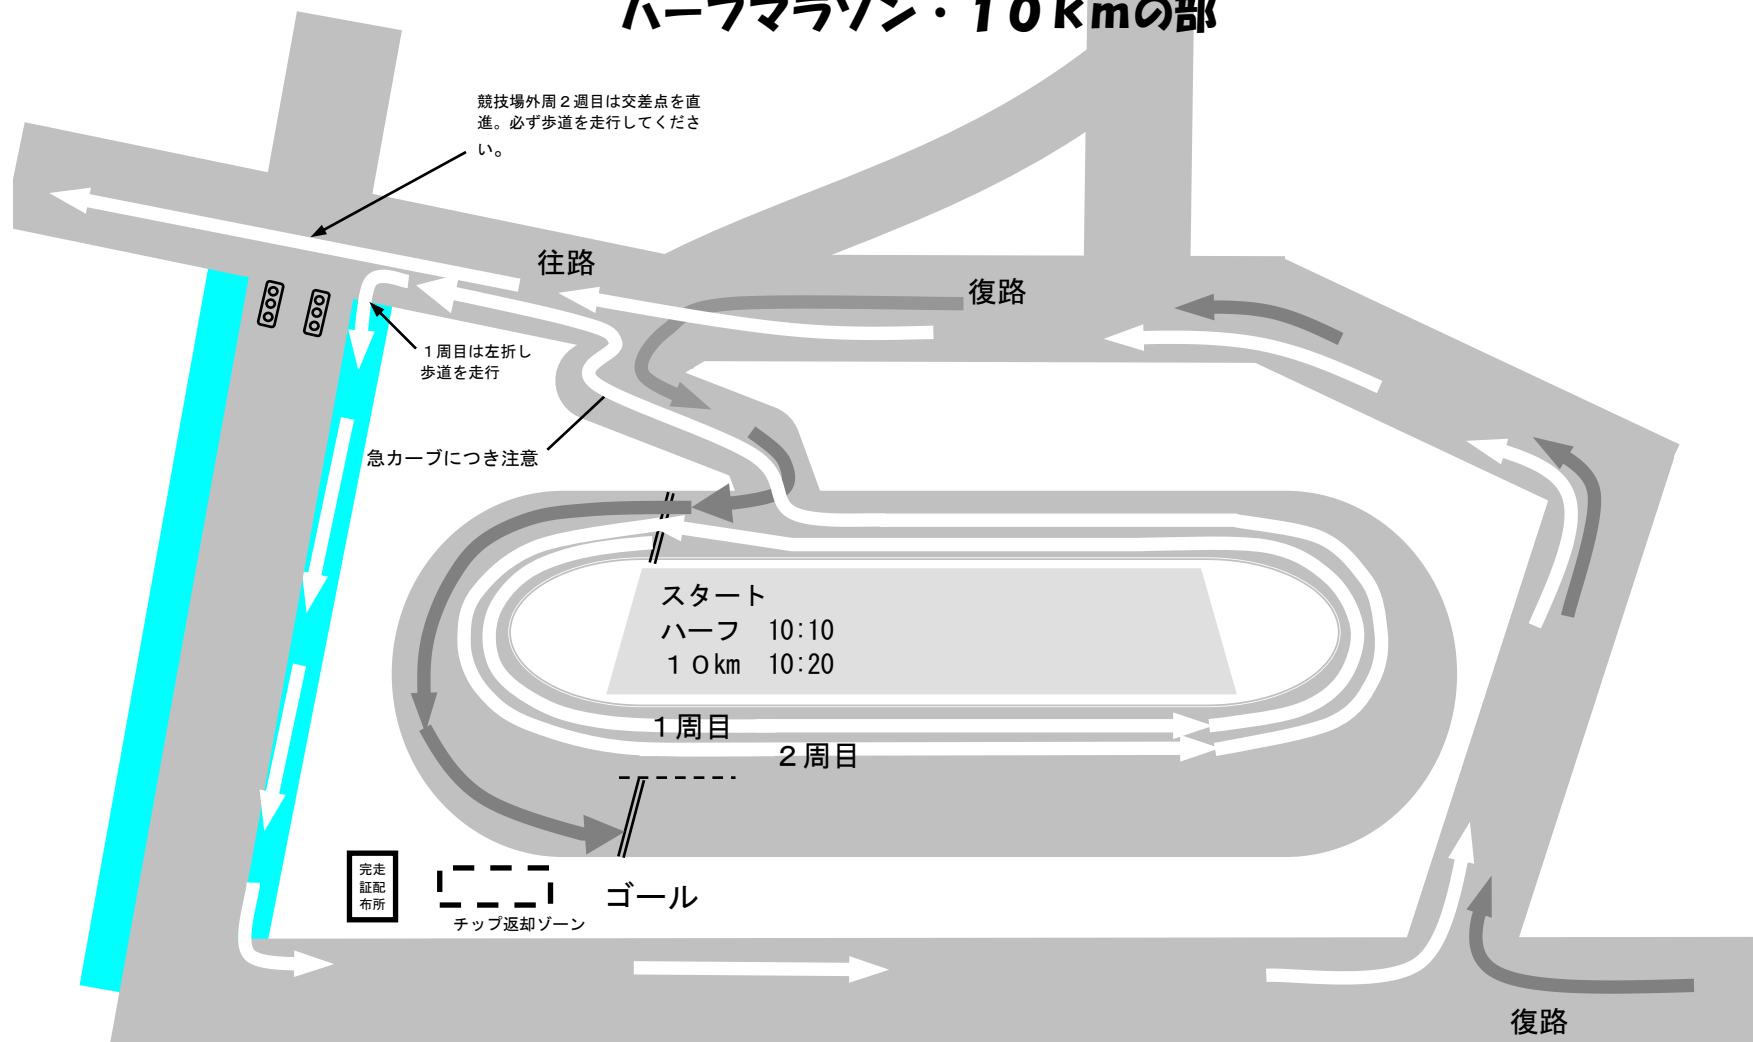 ハーフマラソン・１０ｋｍの部
競技場外周２週目は交差点を直
進。必ず歩道を走行してくださ
い。
往路
復路
１周目は左折し
歩道を走行
急カーブにつき注意
スタート
ハーフ　10:10
１０km　10:20
１周目
２周目
完走
証配
布所
チップ返却ゾーン
ゴール
復路